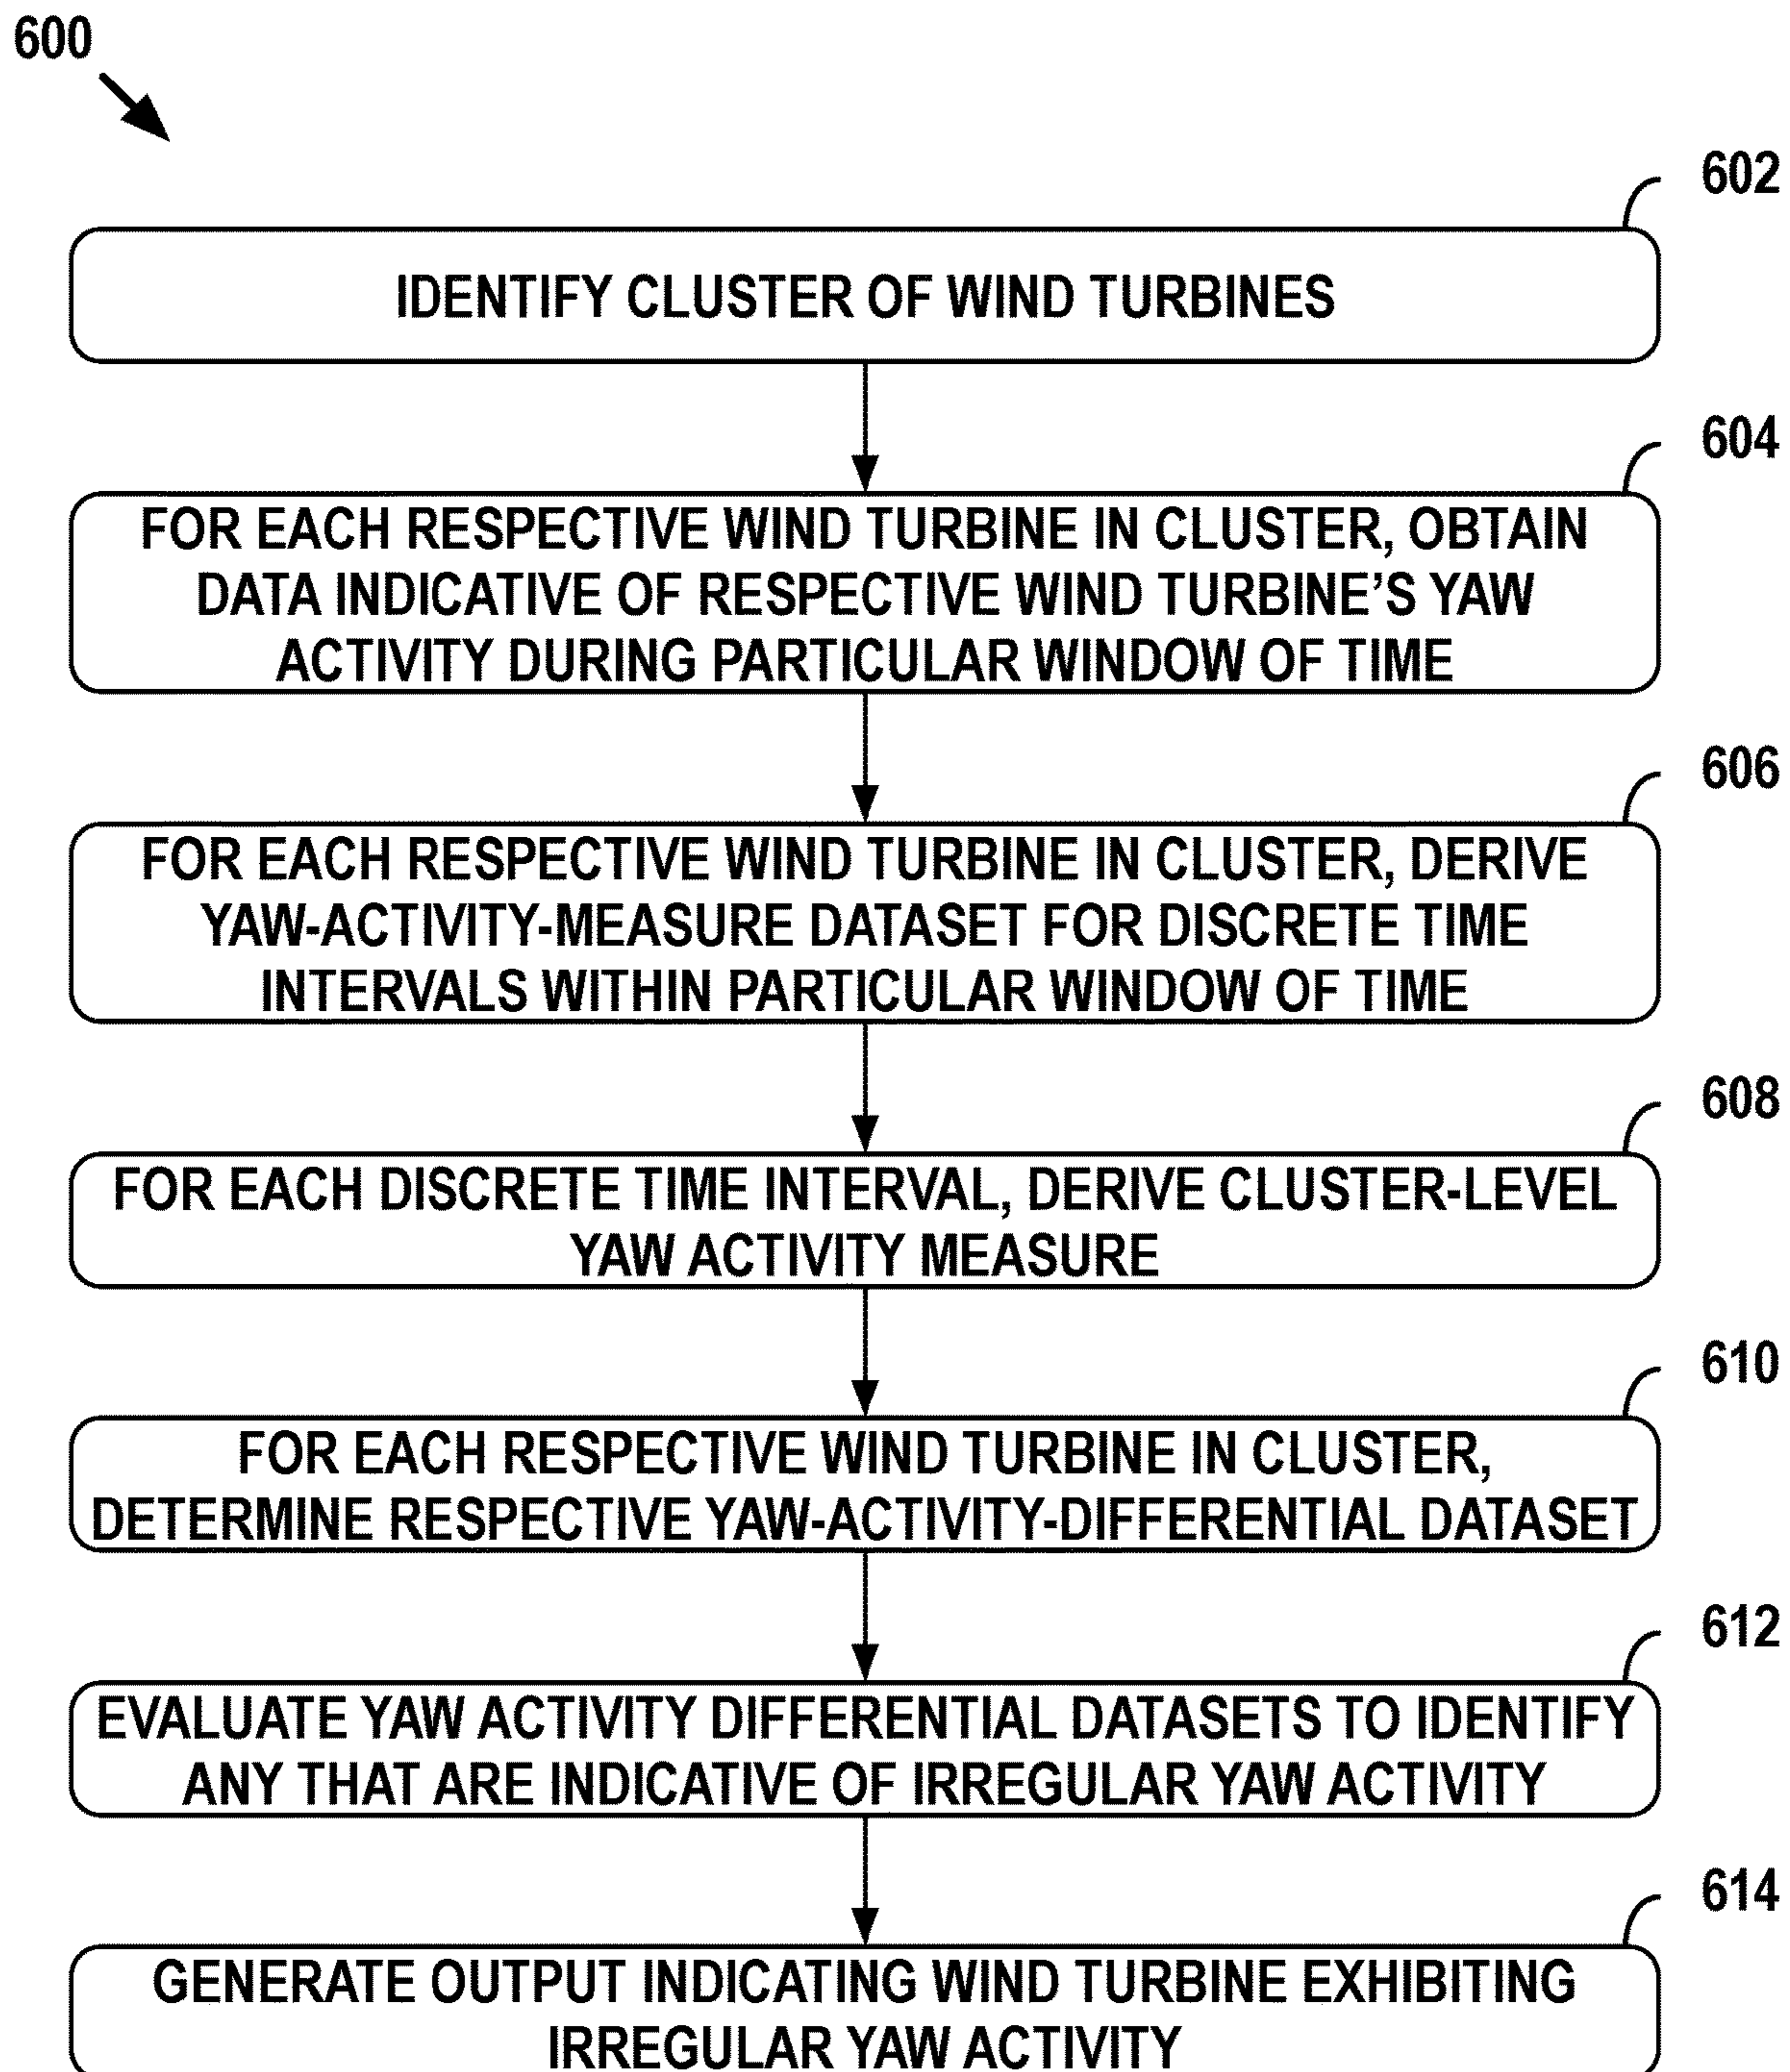 600
602
IDENTIFY CLUSTER OF WIND TURBINES
604
FOR EACH RESPECTIVE WIND TURBINE IN CLUSTER, OBTAIN
DATA INDICATIVE OF RESPECTIVE WIND TURBINE’S YAW
ACTIVITY DURING PARTICULAR WINDOW OF TIME
606
FOR EACH RESPECTIVE WIND TURBINE IN CLUSTER, DERIVE
YAW-ACTIVITY-MEASURE DATASET FOR DISCRETE TIME
INTERVALS WITHIN PARTICULAR WINDOW OF TIME
608
FOR EACH DISCRETE TIME INTERVAL, DERIVE CLUSTER-LEVEL
YAW ACTIVITY MEASURE
610
FOR EACH RESPECTIVE WIND TURBINE IN CLUSTER,
DETERMINE RESPECTIVE YAW-ACTIVITY-DIFFERENTIAL DATASET
612
EVALUATE YAW ACTIVITY DIFFERENTIAL DATASETS TO IDENTIFY
ANY THAT ARE INDICATIVE OF IRREGULAR YAW ACTIVITY
614
GENERATE OUTPUT INDICATING WIND TURBINE EXHIBITING
IRREGULAR YAW ACTIVITY